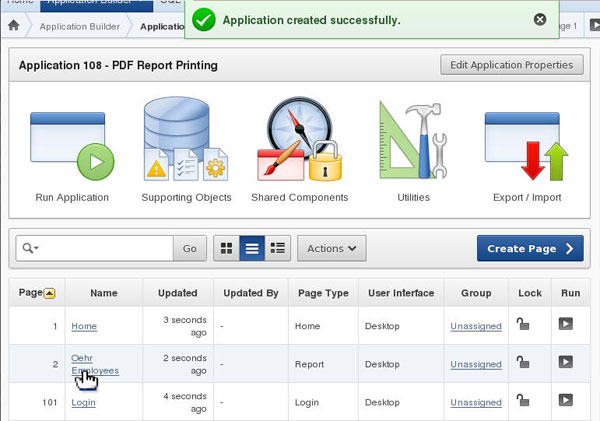 Home
Application Builder
SQL
Application created successfully.
Application Builder
Page 1
Application 108 - PDF Report Printing
Edit Application Properties
Run Application
Supporting Objects
Shared Components
Utilities
Export / Import
Go
Actions
Create Page
Page Name Updated Updated By Page Type User Interface Group Lock Run
1 Home 3 seconds ago - Home Desktop Unassigned
2 Oehr Employees 2 seconds ago - Report Desktop Unassigned
101 Login 4 seconds ago - Login Desktop Unassigned